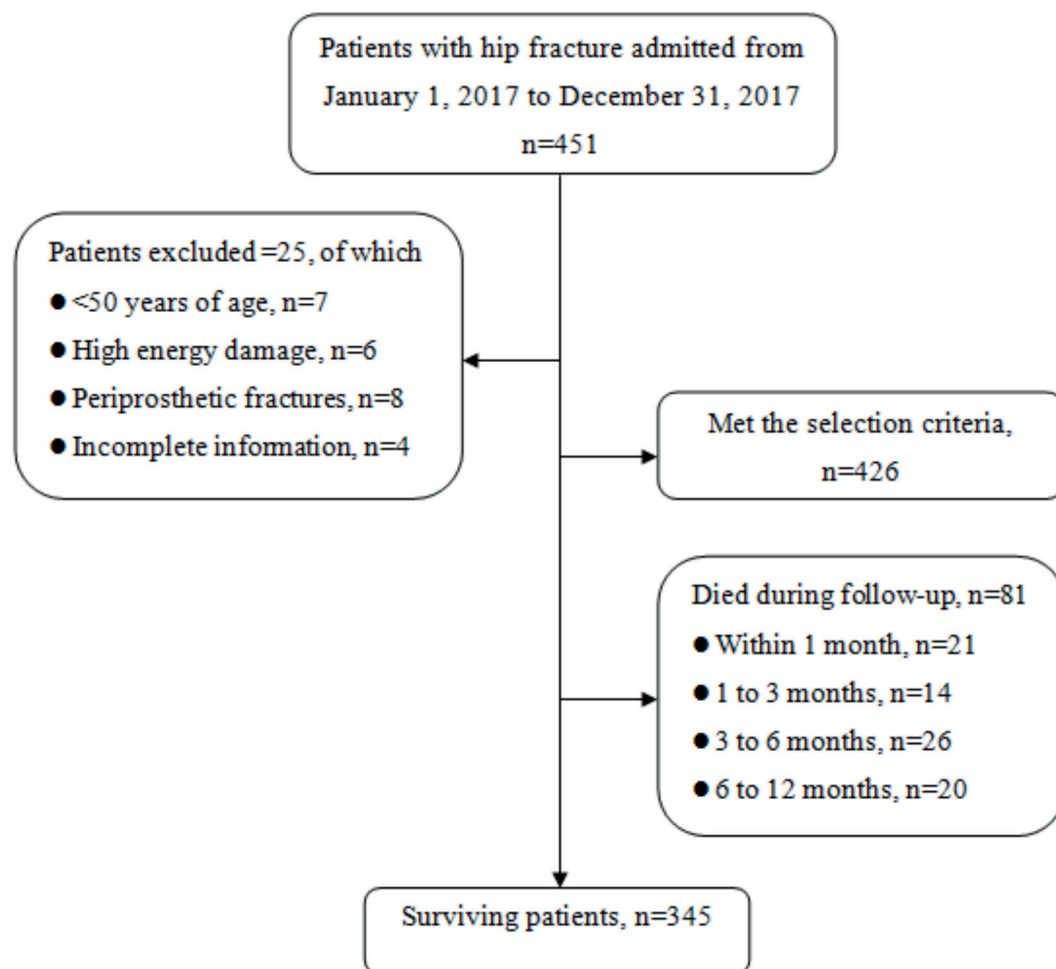 Patients with hip fracture admitted from
January 1, 2017 to December 31, 2017
n=451
Patients excluded =25, of which
● <50 years of age, n=7
● High energy damage, n=6
● Periprosthetic fractures, n=8
● Incomplete information, n=4
Met the selection criteria,
n=426
Died during follow-up, n=81
● Within 1 month, n=21
● 1 to 3 months, n=14
● 3 to 6 months, n=26
● 6 to 12 months, n=20
Surviving patients, n=345